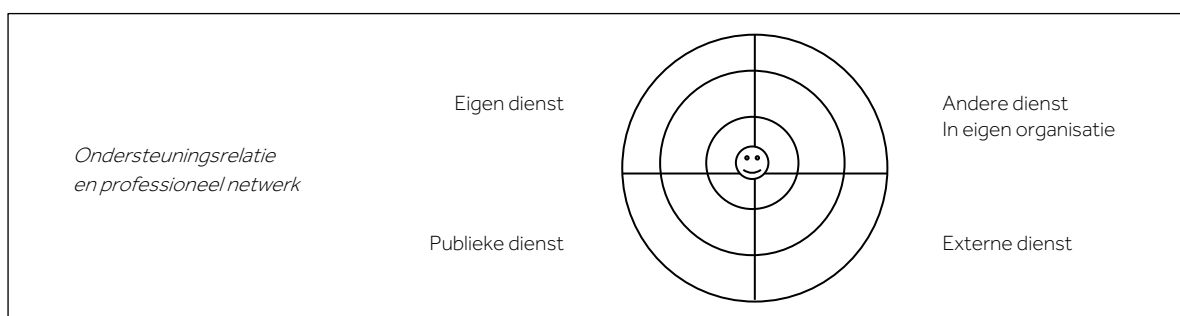 Eigen dienst
Andere dienst
In eigen organisatie
Ondersteuningsrelatie
en professioneel netwerk
Publieke dienst
Externe dienst